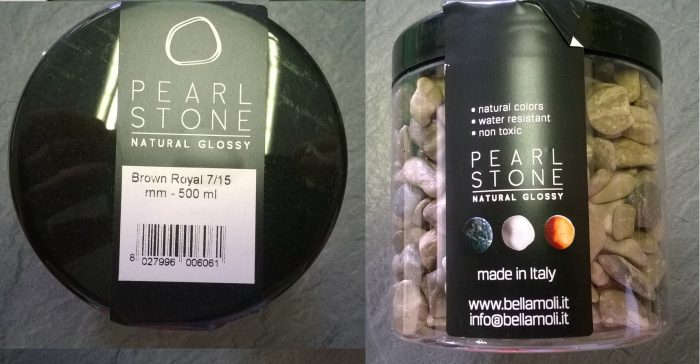 PEARL
STONE
NATURAL GLOSSY
Brown Royal 7/15
mm - 500 ml
6 027996 006061
• natural colors
• water resistant
• non toxic
PEARL
STONE
NATURAL GLOSSY
made in Italy
www.bellamoli.it
info@bellamoli.it